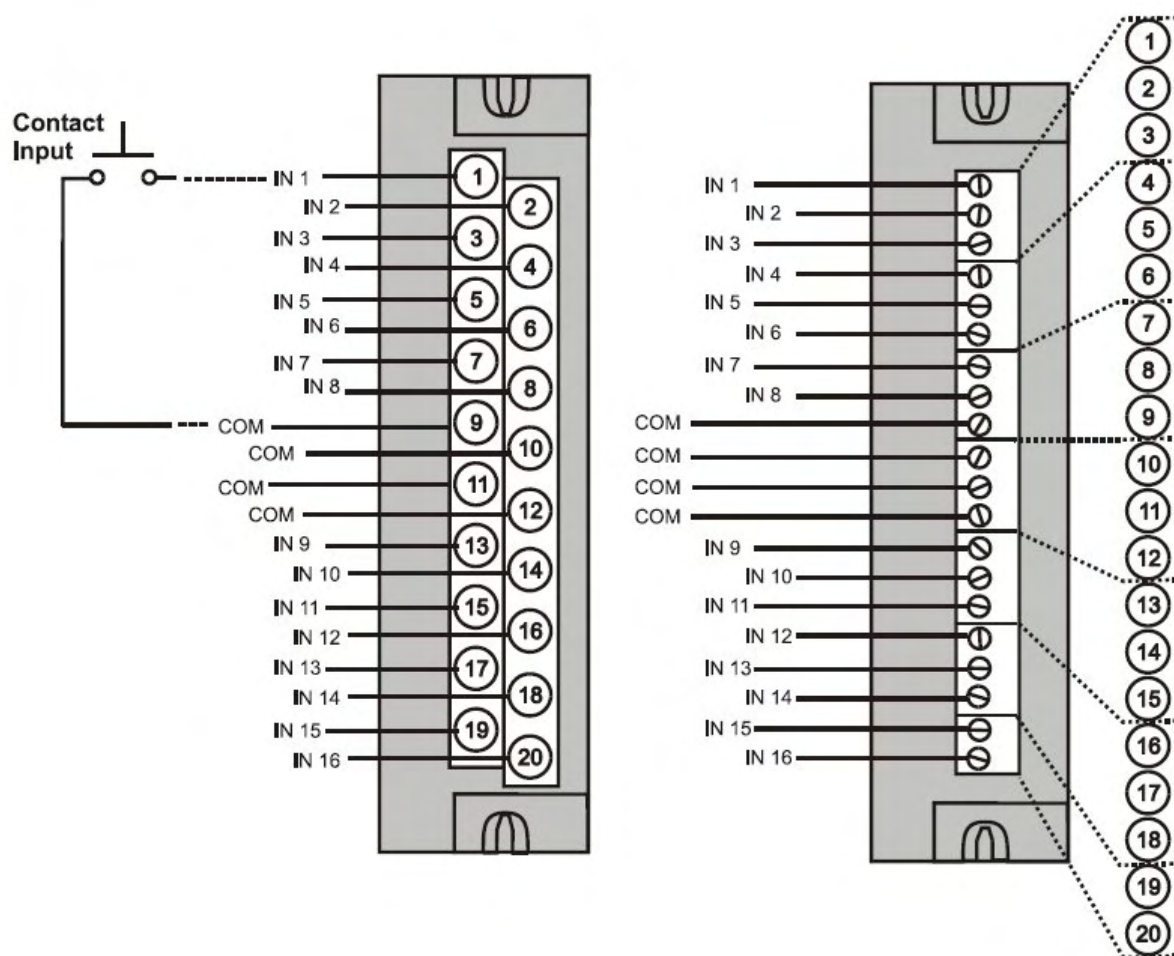 Contact
Input
IN 1
IN 2
IN 3
IN 4
IN 5
IN 6
IN 7
IN 8
COM
COM
COM
COM
IN 9
IN 10
IN 11
IN 12
IN 13
IN 14
IN 15
IN 16
1
2
3
4
5
6
7
8
9
10
11
12
13
14
15
16
17
18
19
20
IN 1
IN 2
IN 3
IN 4
IN 5
IN 6
IN 7
IN 8
COM
COM
COM
COM
IN 9
IN 10
IN 11
IN 12
IN 13
IN 14
IN 15
IN 16
1
2
3
4
5
6
7
8
9
10
11
12
13
14
15
16
17
18
19
20